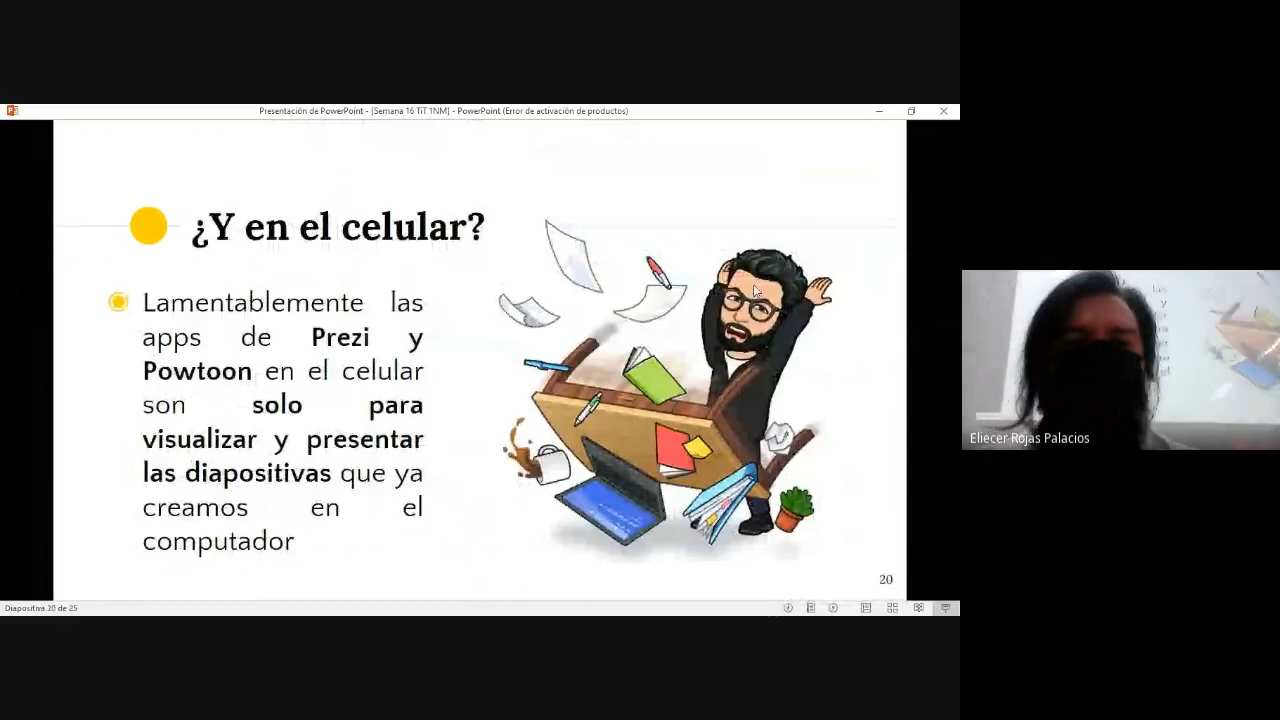 Presentación de PowerPoint - [Semana 16 TiT 1NM] - PowerPoint (Error de activación de productos)
¿Y en el celular?
Lamentablemente las
apps de Prezi y
Powtoon en el celular
son solo para
visualizar y presentar
las diapositivas que ya
creamos en el
computador
20
Diapositiva 20 de 25
Eliecer Rojas Palacios